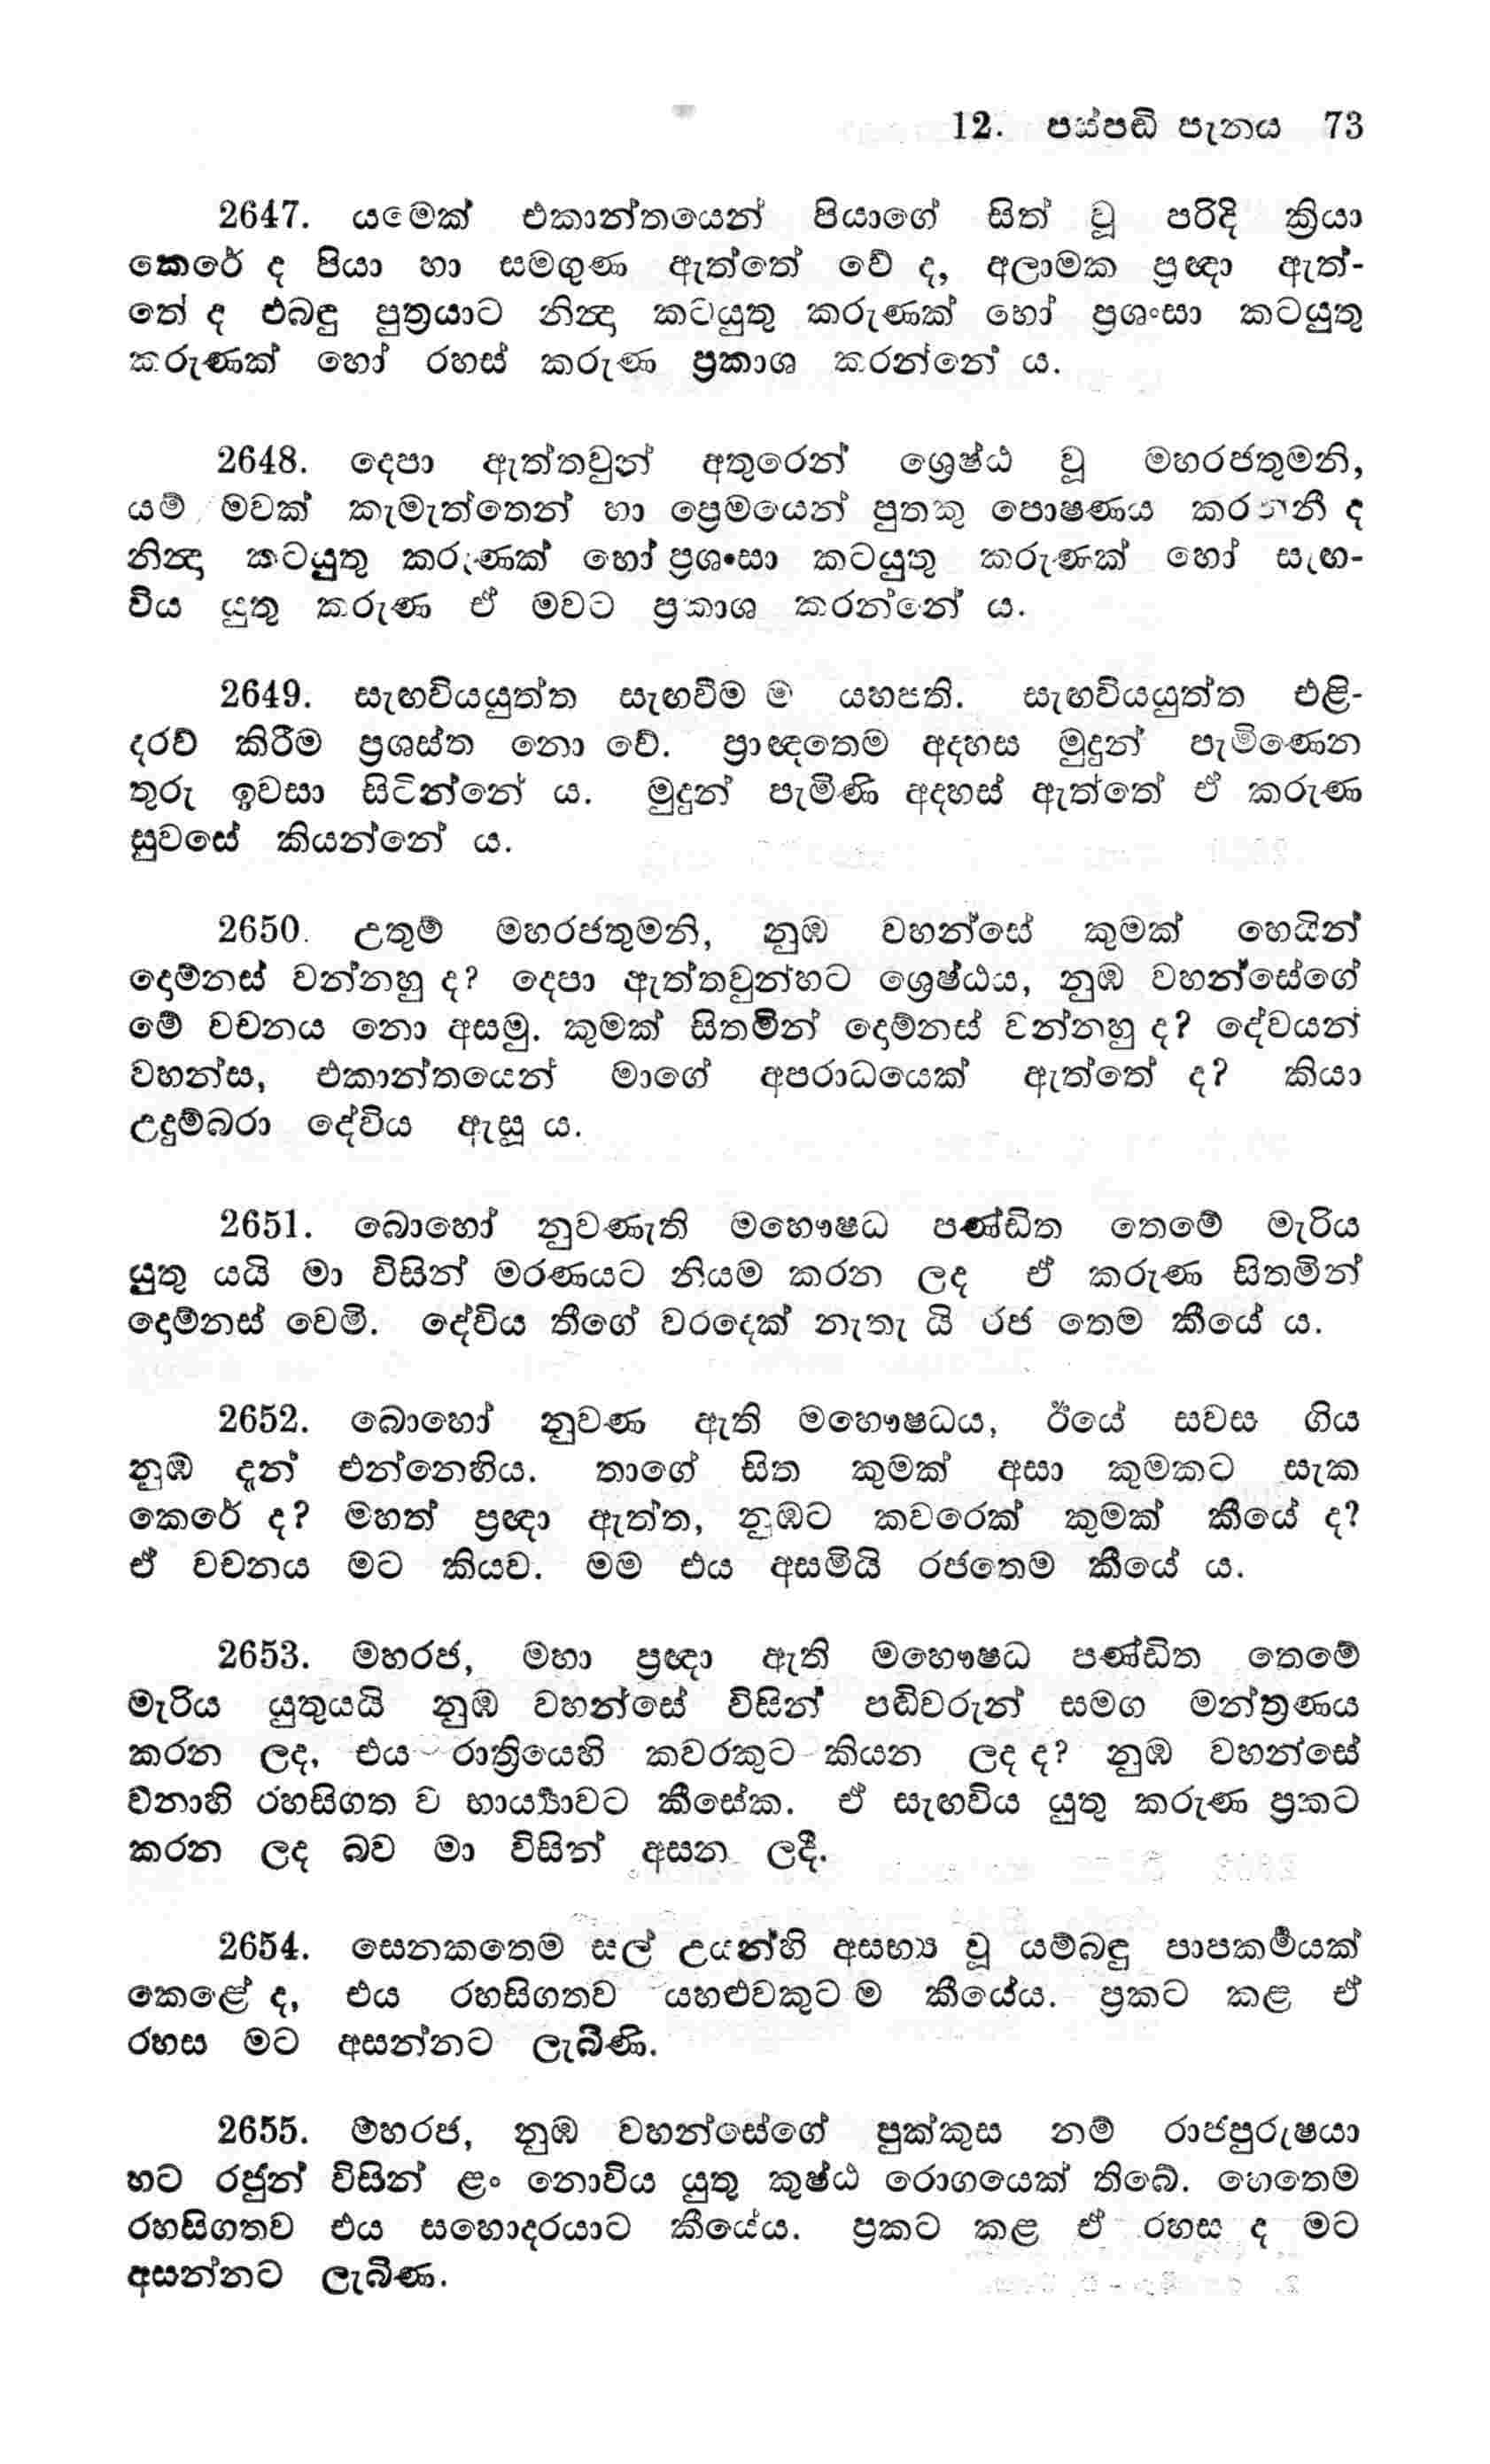 12. පස්පඬි පැනය 73
2647. යමෙක් එකාන්තයෙන් පියාගේ සිත් වූ පරිදි ක්‍රියා
කෙරේ ද පියා හා සමගුණ ඇත්තේ වේ ද, අලාමක ප්‍රඥා ඇත්-
තේ ද එබඳු පුත්‍රයාට නින්‍දා කටයුතු කරුණක් හෝ ප්‍රශංසා කටයුතු
කරුණක් හෝ රහස් කරුණ ප්‍රකාශ කරන්නේ ය.
2648. දෙපා ඇත්තවුන් අතුරෙන් ශ්‍රෙෂ්ඨ වූ මහරජතුමනි,
යම් මවක් කැමැත්තෙන් හා ප්‍රෙමයෙන් පුතකු පොෂණය කරන්නී ද
නින්‍දා කටයුතු කරුණක් හෝ ප්‍රශංසා කටයුතු කරුණක් හෝ සැඟ-
විය යුතු කරුණ ඒ මවට ප්‍රකාශ කරන්නේ ය.
2649. සැඟවියයුත්ත සැඟවීම ම යහපති. සැඟවියයුත්ත එළි-
දරව් කිරීම ප්‍රශස්ත නො වේ. ප්‍රාඥතෙම අදහස මුදුන් පැමිණෙන
තුරු ඉවසා සිටින්නේ ය. මුදුන් පැමිණි අදහස් ඇත්තේ ඒ කරුණ
සුවසේ කියන්නේ ය.
2650. උතුම් මහරජතුමනි, නුඹ වහන්සේ කුමක් හෙයින්
දොම්නස් වන්නහු ද? දෙපා ඇත්තවුන්හට ශ්‍රෙෂ්ඨය, නුඹ වහන්සේගේ
මේ වචනය නො අසමු. කුමක් සිතමින් දොම්නස් වන්නහු ද? දේවයන්
වහන්ස, එකාන්තයෙන් මාගේ අපරාධයෙක් ඇත්තේ ද? කියා
උදුම්බරා දේවිය ඇසූ ය.
2651. බොහෝ නුවණැති මහෞෂධ පණ්ඩිත තෙමේ මැරිය
යුතු යයි මා විසින් මරණයට නියම කරන ලද ඒ කරුණ සිතමින්
දොම්නස් වෙමි. දේවිය තීගේ වරදෙක් නැතැ යි රජ තෙම කීයේ ය.
2652. බොහෝ නුවණ ඇති මහෞෂධය, ඊයේ සවස ගිය
නුඹ දැන් එන්නෙහිය. තාගේ සිත කුමක් අසා කුමකට සැක
කෙරේ ද? මහත් ප්‍රඥා ඇත්ත, නුඹට කවරෙක් කුමක් කීයේ ද?
ඒ වචනය මට කියව. මම එය අසමියි රජතෙම කීයේ ය.
2653. මහරජ, මහා ප්‍රඥා ඇති මහෞෂධ පණ්ඩිත තෙමේ
මැරිය යුතුයයි නුඹ වහන්සේ විසින් පඬිවරුන් සමග මන්ත්‍රණය
කරන ලද, එය රාත්‍රියෙහි කවරකුට කියන ලද ද? නුඹ වහන්සේ
වනාහි රහසිගත ව භාර්‍ය්‍යාවට කීසේක. ඒ සැඟවිය යුතු කරුණ ප්‍රකට
කරන ලද බව මා විසින් අසන ලදී.
2654. සෙනකතෙම සල් උයන්හි අසභ්‍ය වූ යම්බඳු පාපකර්‍මයක්
කෙළේ ද, එය රහසිගතව යහළුවකුට ම කීයේය. ප්‍රකට කළ ඒ
රහස මට අසන්නට ලැබිණි.
2655. මහරජ, නුඹ වහන්සේගේ පුක්කුස නම් රාජපුරුෂයා
හට රජුන් විසින් ළං නොවිය යුතු කුෂ්ඨ රොගයෙක් තිබේ. හෙතෙම
රහසිගතව එය සහොදරයාට කීයේය. ප්‍රකට කළ ඒ රහස ද මට
අසන්නට ලැබිණ.